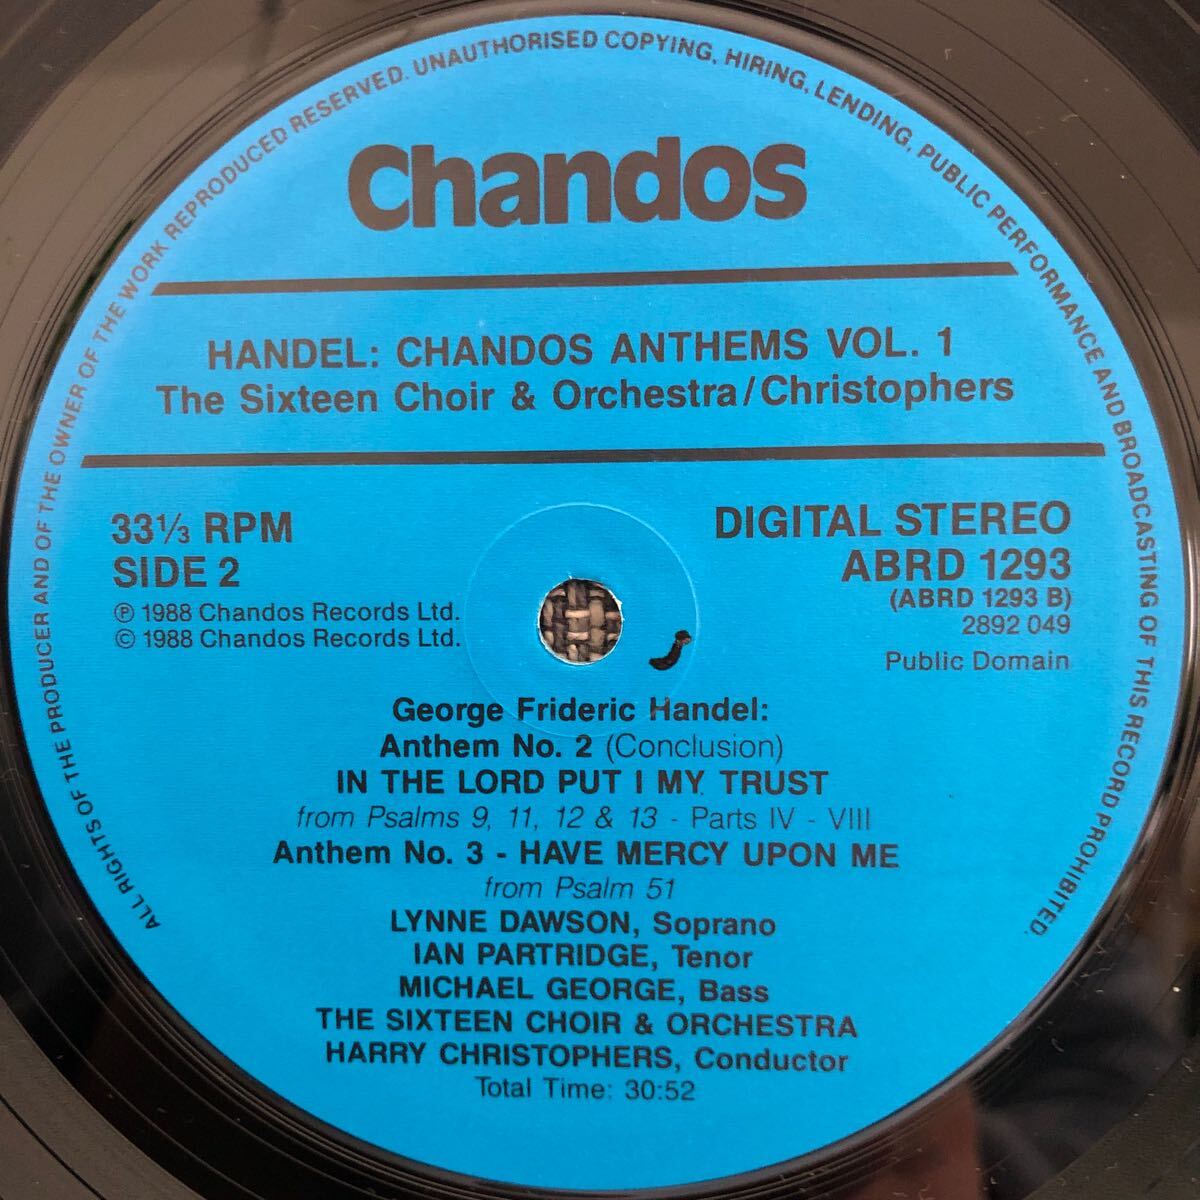 ALL RIGHTS OF THE PRODUCER AND OF THE OWNER OF THE WORK REPRODUCED RESERVED. UNAUTHORISED COPYING, HIRING, LENDING, PUBLIC PERFORMANCE AND BROADCASTING OF THIS RECORD PROHIBITED.
Chandos
HANDEL: CHANDOS ANTHEMS VOL. 1
The Sixteen Choir & Orchestra/Christophers
33⅓ RPM
SIDE 2
℗ 1988 Chandos Records Ltd.
© 1988 Chandos Records Ltd.
DIGITAL STEREO
ABRD 1293
(ABRD 1293 B)
2892 049
Public Domain
George Frideric Handel:
Anthem No. 2 (Conclusion)
IN THE LORD PUT I MY TRUST
from Psalms 9, 11, 12 & 13 - Parts IV - VIII
Anthem No. 3 - HAVE MERCY UPON ME
from Psalm 51
LYNNE DAWSON, Soprano
IAN PARTRIDGE, Tenor
MICHAEL GEORGE, Bass
THE SIXTEEN CHOIR & ORCHESTRA
HARRY CHRISTOPHERS, Conductor
Total Time: 30:52